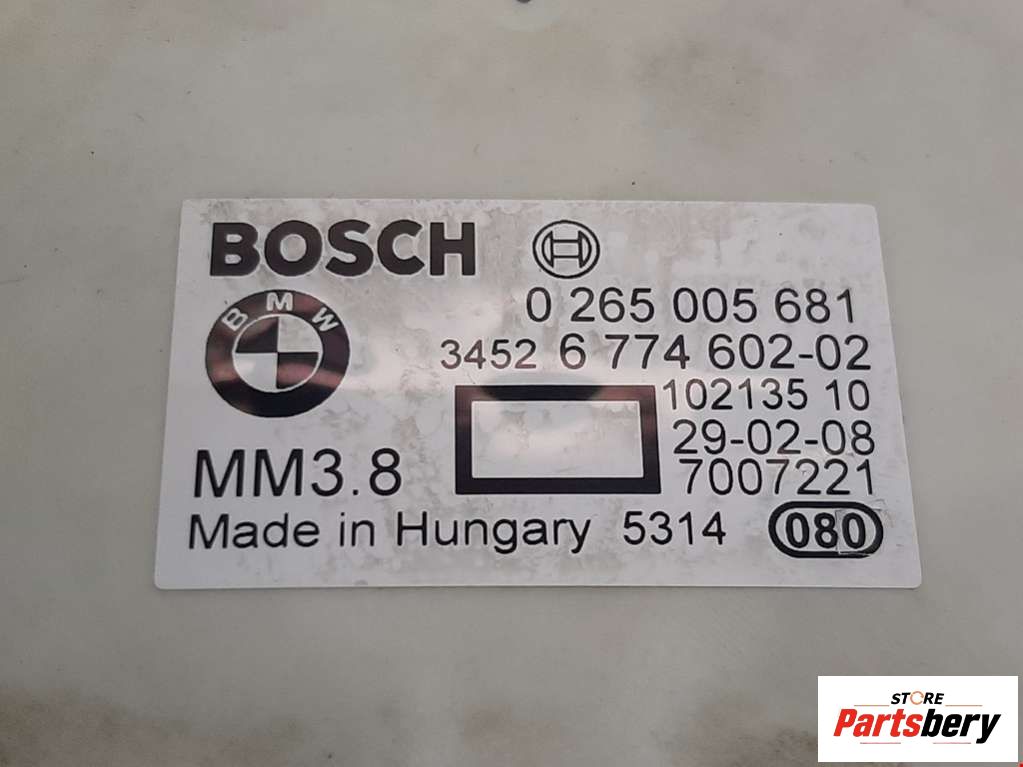 BOSCH
0 265 005 681
BMW
3452 6 774 602-02
102135 10
29-02-08
MM3.8
7007221
Made in Hungary 5314 080
STORE
Partsbery